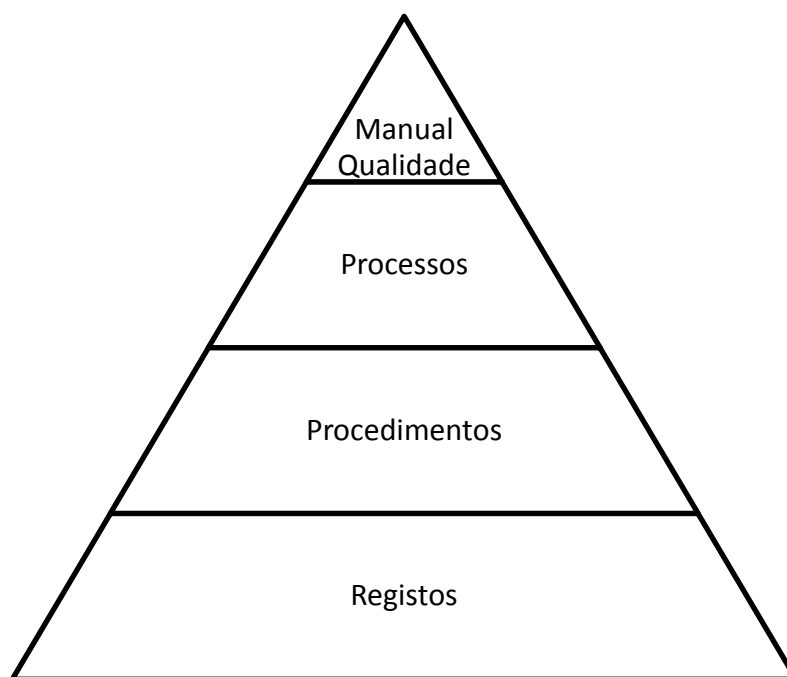 Manual
Qualidade
Processos
Procedimentos
Registos